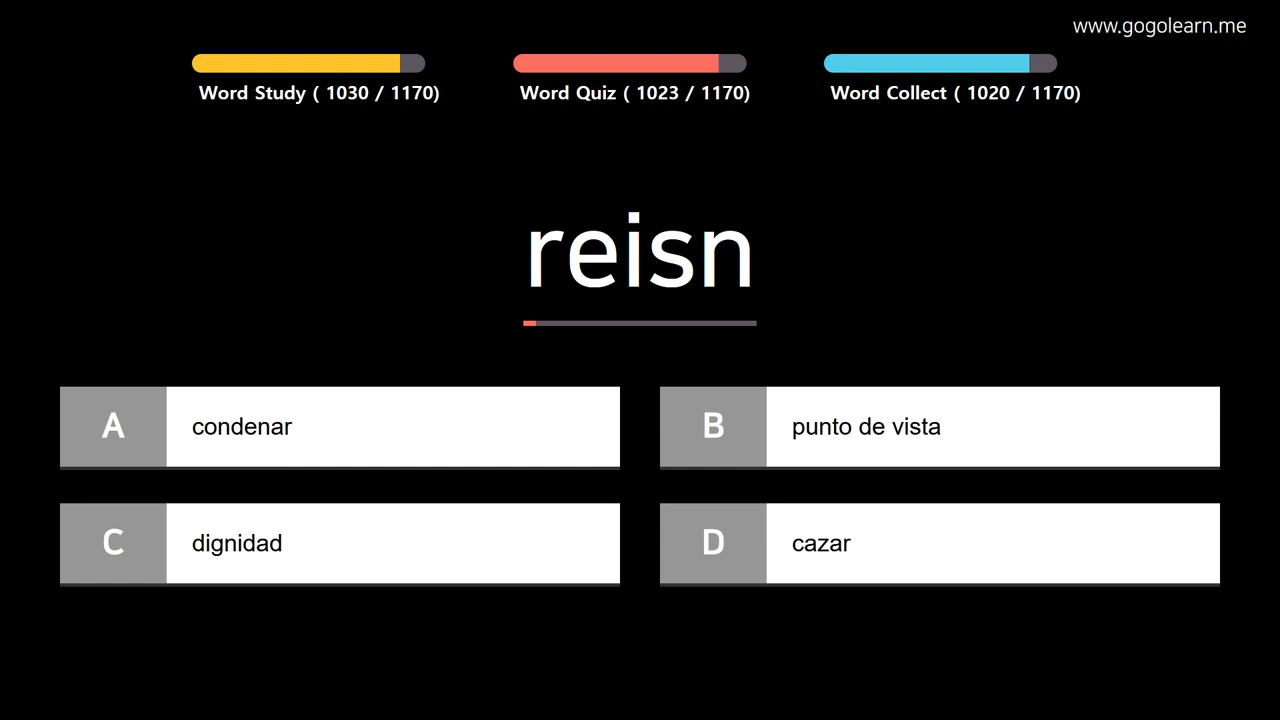 www.gogolearn.me
Word Study ( 1030 / 1170)
Word Quiz ( 1023 / 1170)
Word Collect ( 1020 / 1170)
reisn
A condenar
B punto de vista
C dignidad
D cazar